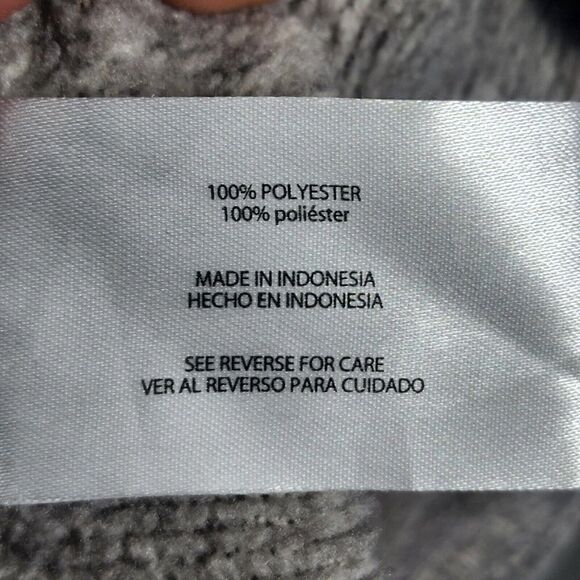 100% POLYESTER
100% poliéster
MADE IN INDONESIA
HECHO EN INDONESIA
SEE REVERSE FOR CARE
VER AL REVERSO PARA CUIDADO